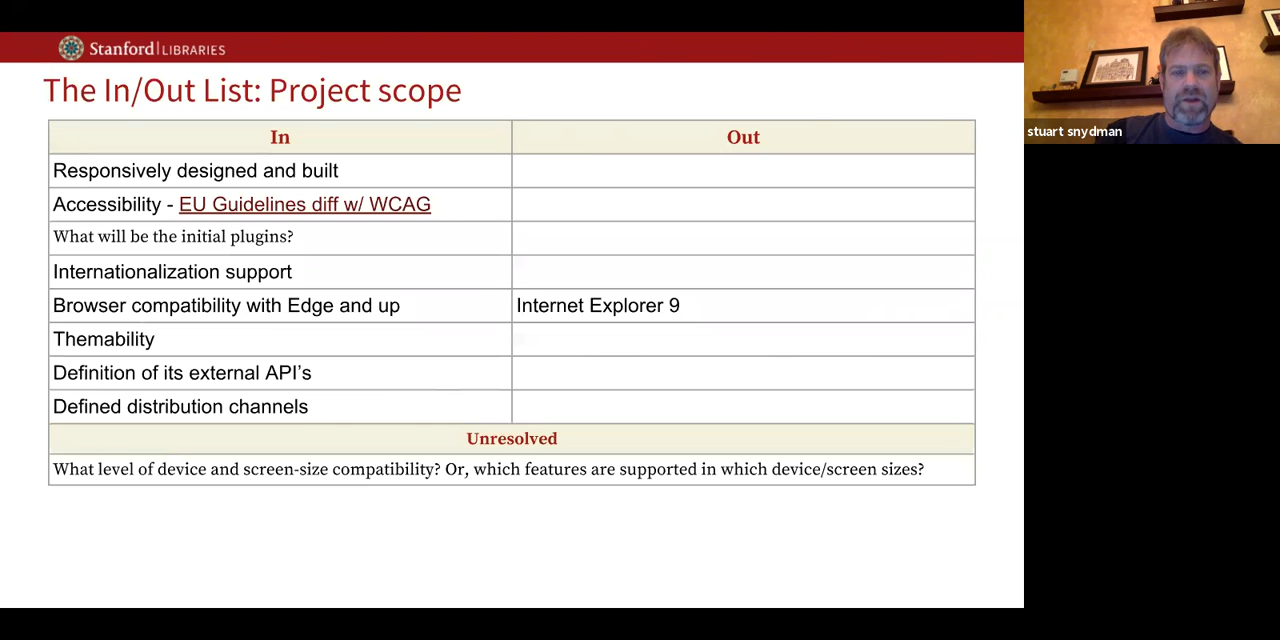 Stanford LIBRARIES
The In/Out List: Project scope
In Out
Responsively designed and built
Accessibility - EU Guidelines diff w/ WCAG
What will be the initial plugins?
Internationalization support
Browser compatibility with Edge and up Internet Explorer 9
Themability
Definition of its external API's
Defined distribution channels
Unresolved
What level of device and screen-size compatibility? Or, which features are supported in which device/screen sizes?
stuart snydman